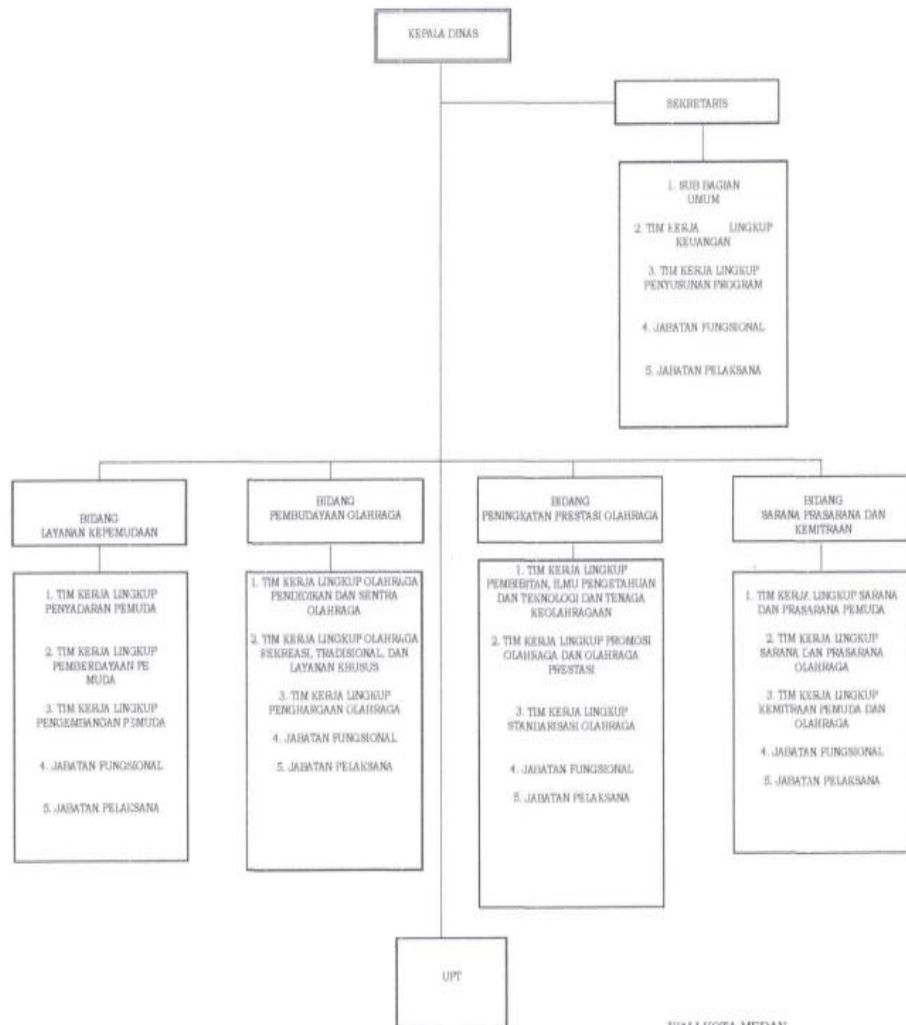 KEPALA DINAS
SEKRETARIS
1. SUB BAGIAN
UMUM
2. TIM KERJA LINGKUP
KEUANGAN
3. TIM KERJA LINGKUP
PENYUSUNAN PROGRAM
4. JABATAN FUNGSIONAL
5. JABATAN PELAKSANA
BIDANG
LAYANAN KEPEMUDAAN
1. TIM KERJA LINGKUP
PENYADARAN PEMUDA
2. TIM KERJA LINGKUP
PEMBERDAYAAN PE
MUDA
3. TIM KERJA LINGKUP
PENGEMBANGAN PEMUDA
4. JABATAN FUNGSIONAL
5. JABATAN PELAKSANA
BIDANG
PEMBUDAYAAN OLAHRAGA
1. TIM KERJA LINGKUP OLAHRAGA
PENDIDIKAN DAN SENTRA
OLAHRAGA
2. TIM KERJA LINGKUP OLAHRAGA
REKREASI, TRADISIONAL, DAN
LAYANAN KHUSUS
3. TIM KERJA LINGKUP
PENGHARGAAN OLAHRAGA
4. JABATAN FUNGSIONAL
5. JABATAN PELAKSANA
BIDANG
PENINGKATAN PRESTASI OLAHRAGA
1. TIM KERJA LINGKUP
PEMBIBITAN, ILMU PENGETAHUAN
DAN TEKNOLOGI DAN TENAGA
KEOLAHRAGAAN
2. TIM KERJA LINGKUP PROMOSI
OLAHRAGA DAN OLAHRAGA
PRESTASI
3. TIM KERJA LINGKUP
STANDARISASI OLAHRAGA
4. JABATAN FUNGSIONAL
5. JABATAN PELAKSANA
BIDANG
SARANA PRASARANA DAN
KEMITRAAN
1. TIM KERJA LINGKUP SARANA
DAN PRASARANA PEMUDA
2. TIM KERJA LINGKUP
SARANA DAN PRASARANA
OLAHRAGA
3. TIM KERJA LINGKUP
KEMITRAAN PEMUDA DAN
OLAHRAGA
4. JABATAN FUNGSIONAL
5. JABATAN PELAKSANA
UPT
WALI KOTA MEDAN